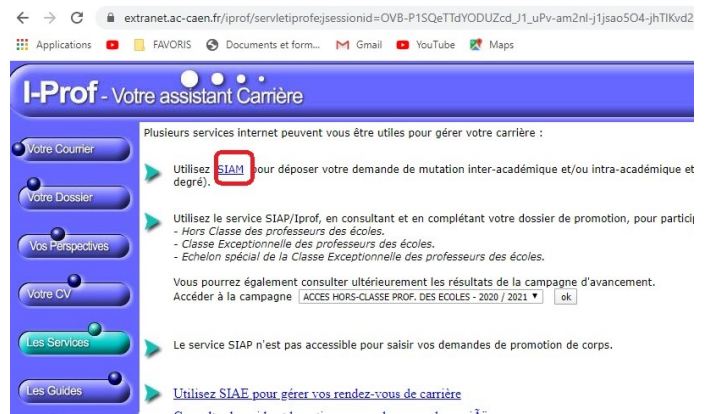 extranet.ac-caen.fr/iprof/servletiprofe;jsessionid=OVB-P1SQeTTdYODUZcd_J1_uPv-am2nl-j1jsao5O4-jhTIKvd2
Applications
FAVORIS
Documents et form...
Gmail
YouTube
Maps
I-Prof - Votre assistant Carrière
Plusieurs services internet peuvent vous être utiles pour gérer votre carrière :
Votre Courrier
Utilisez SIAM pour déposer votre demande de mutation inter-académique et/ou intra-académique et
degré).
Votre Dossier
Utilisez le service SIAP/Iprof, en consultant et en complétant votre dossier de promotion, pour particip
- Hors Classe des professeurs des écoles.
- Classe Exceptionnelle des professeurs des écoles.
- Echelon spécial de la Classe Exceptionnelle des professeurs des écoles.
Vos Perspectives
Vous pourrez également consulter ultérieurement les résultats de la campagne d'avancement.
Accéder à la campagne ACCES HORS-CLASSE PROF. DES ECOLES - 2020 / 2021 ok
Votre CV
Les Services
Le service SIAP n'est pas accessible pour saisir vos demandes de promotion de corps.
Les Guides
Utilisez SIAE pour gérer vos rendez-vous de carrière